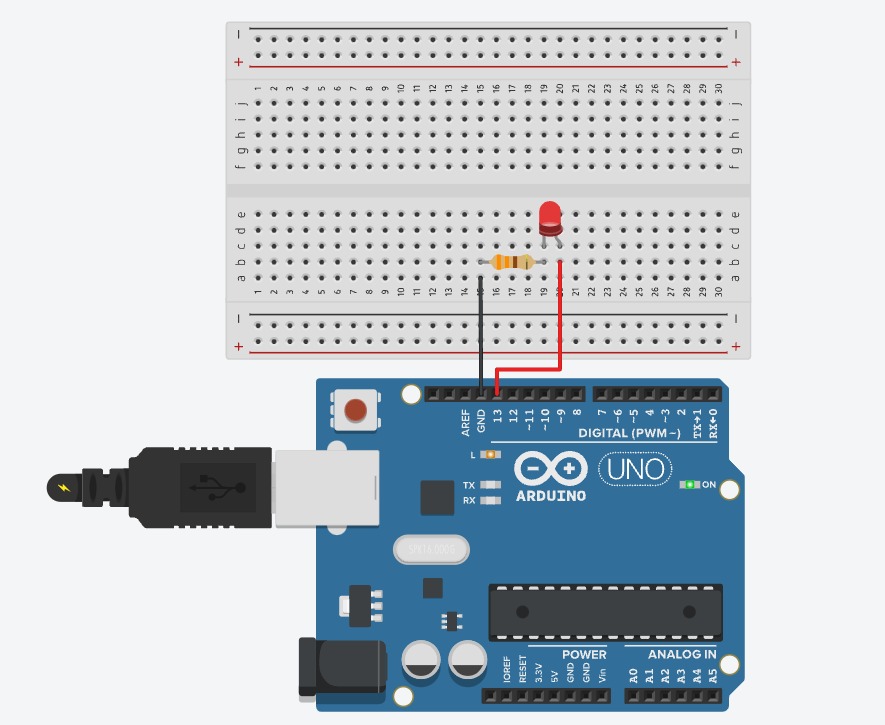 − −
+ +
1 2 3 4 5 6 7 8 9 10 11 12 13 14 15 16 17 18 19 20 21 22 23 24 25 26 27 28 29 30
j j
i i
h h
g g
f f
e e
d d
c c
b b
a a
1 2 3 4 5 6 7 8 9 10 11 12 13 14 16 17 18 19 21 22 23 24 25 26 27 28 29 30
− −
+ +
AREF GND 13 12 ~11 ~10 ~9 8 7 ~6 ~5 4 ~3 2 TX→1 RX←0
DIGITAL (PWM~)
L
UNO
TX
ON
RX
ARDUINO
POWER ANALOG IN
IOREF RESET 3.3V 5V GND GND Vin A0 A1 A2 A3 A4 A5